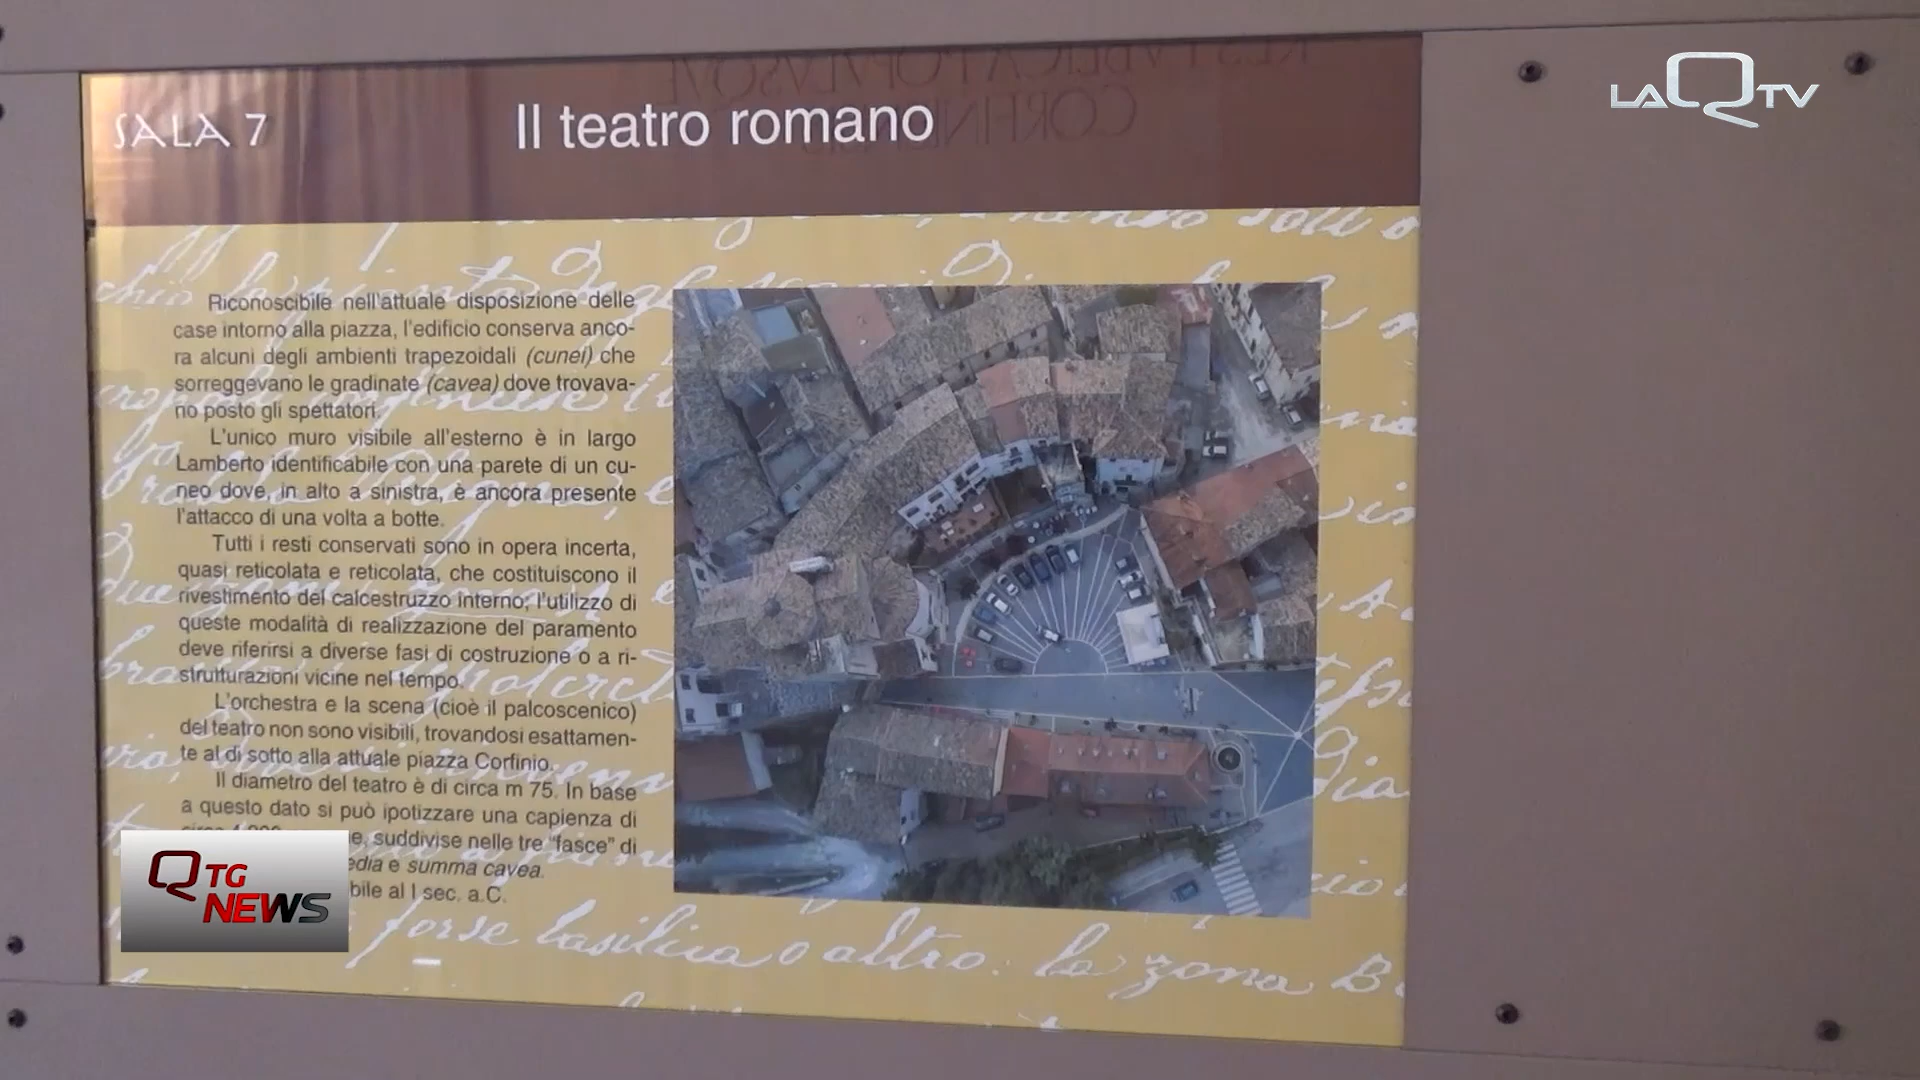 LAQTV
SALA 7
Il teatro romano
Riconoscibile nell'attuale disposizione delle
case intorno alla piazza, l'edificio conserva anco-
ra alcuni degli ambienti trapezoidali (cunei) che
sorreggevano le gradinate (cavea) dove trovava-
no posto gli spettatori.
L'unico muro visibile all'esterno è in largo
Lamberto identificabile con una parete di un cu-
neo dove, in alto a sinistra, è ancora presente
l'attacco di una volta a botte.
Tutti i resti conservati sono in opera incerta,
quasi reticolata e reticolata, che costituiscono il
rivestimento del calcestruzzo interno; l'utilizzo di
queste modalità di realizzazione del paramento
deve riferirsi a diverse fasi di costruzione o a ri-
strutturazioni vicine nel tempo.
L'orchestra e la scena (cioè il palcoscenico)
del teatro non sono visibili, trovandosi esattamen-
te al di sotto alla attuale piazza Corfinio.
Il diametro del teatro è di circa m 75. In base
a questo dato si può ipotizzare una capienza di
suddivise nelle tre "fasce" di
e summa cavea.
al I sec. a.C.
QTG
NEWS
forse basilica o altro: la zona